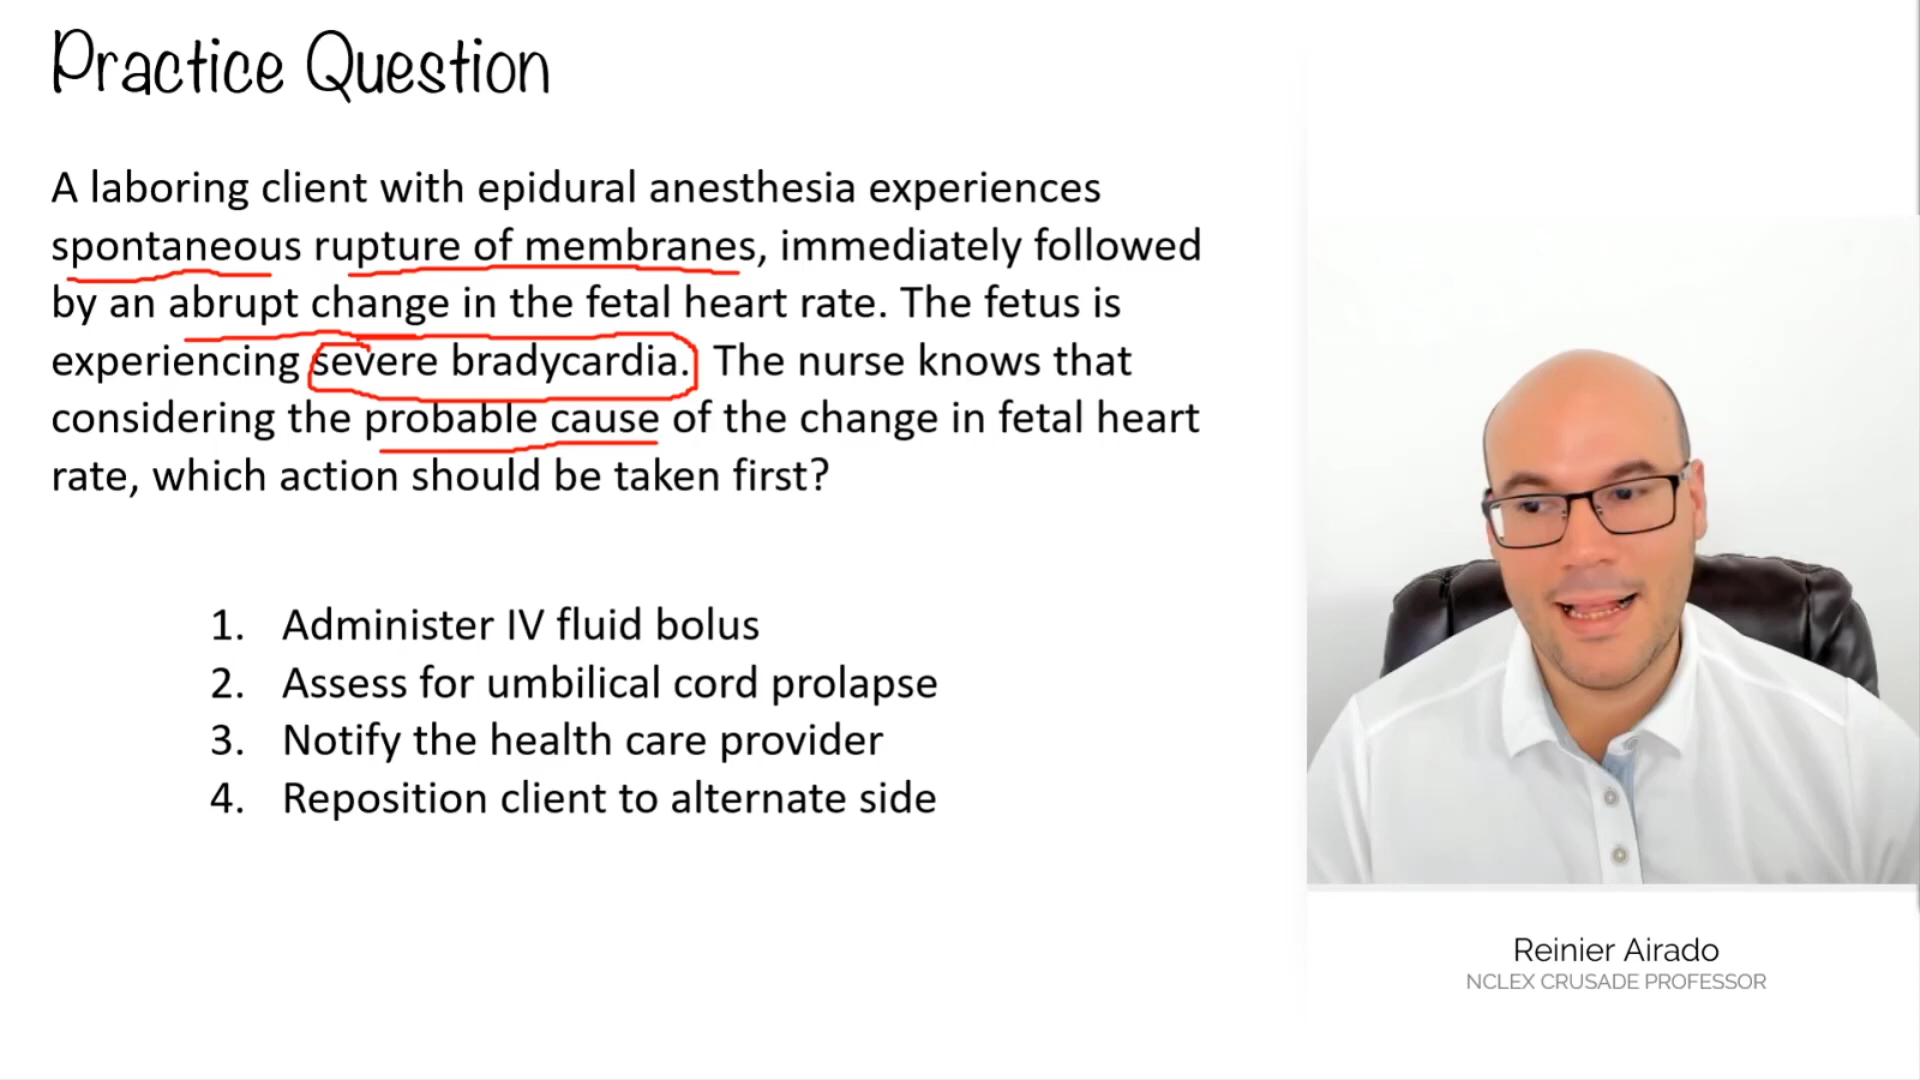 Practice Question
A laboring client with epidural anesthesia experiences
spontaneous rupture of membranes, immediately followed
by an abrupt change in the fetal heart rate. The fetus is
experiencing severe bradycardia. The nurse knows that
considering the probable cause of the change in fetal heart
rate, which action should be taken first?
1. Administer IV fluid bolus
2. Assess for umbilical cord prolapse
3. Notify the health care provider
4. Reposition client to alternate side
Reinier Airado
NCLEX CRUSADE PROFESSOR